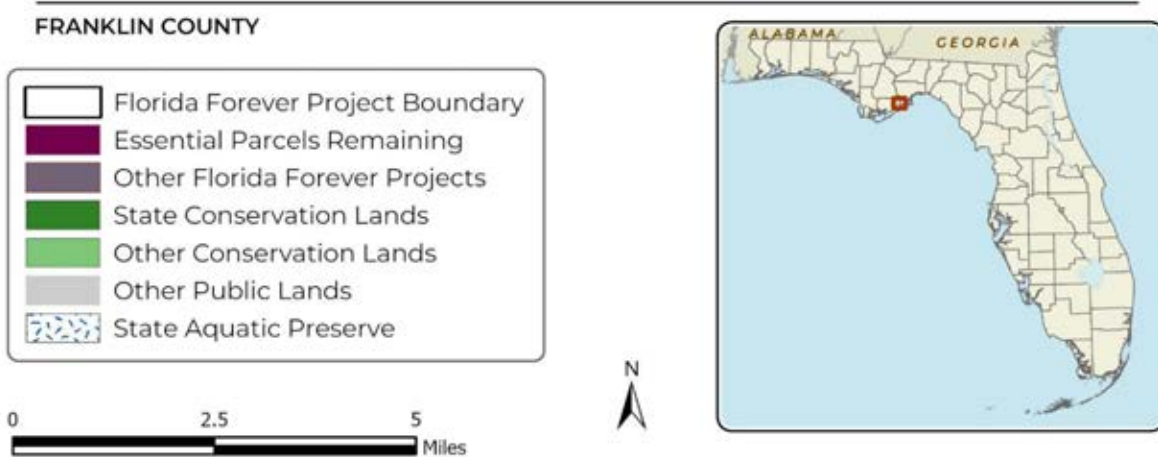 FRANKLIN COUNTY
Florida Forever Project Boundary
Essential Parcels Remaining
Other Florida Forever Projects
State Conservation Lands
Other Conservation Lands
Other Public Lands
State Aquatic Preserve
0 2.5 5
Miles
N
ALABAMA
GEORGIA